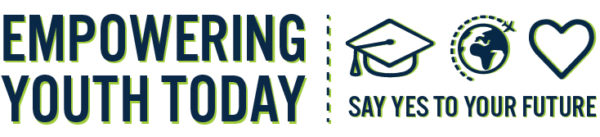 EMPOWERING
YOUTH TODAY
SAY YES TO YOUR FUTURE